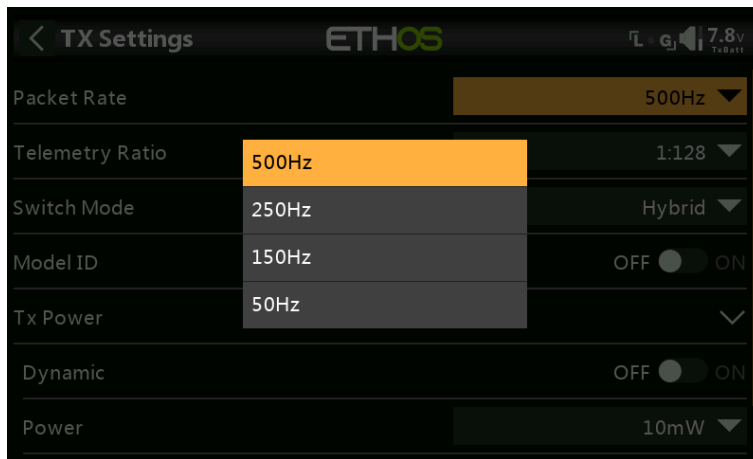 TX Settings ETHOS 7.8V
TxBatt
Packet Rate 500Hz
Telemetry Ratio 1:128
500Hz
Switch Mode Hybrid
250Hz
Model ID OFF ON
150Hz
Tx Power
50Hz
Dynamic OFF ON
Power 10mW